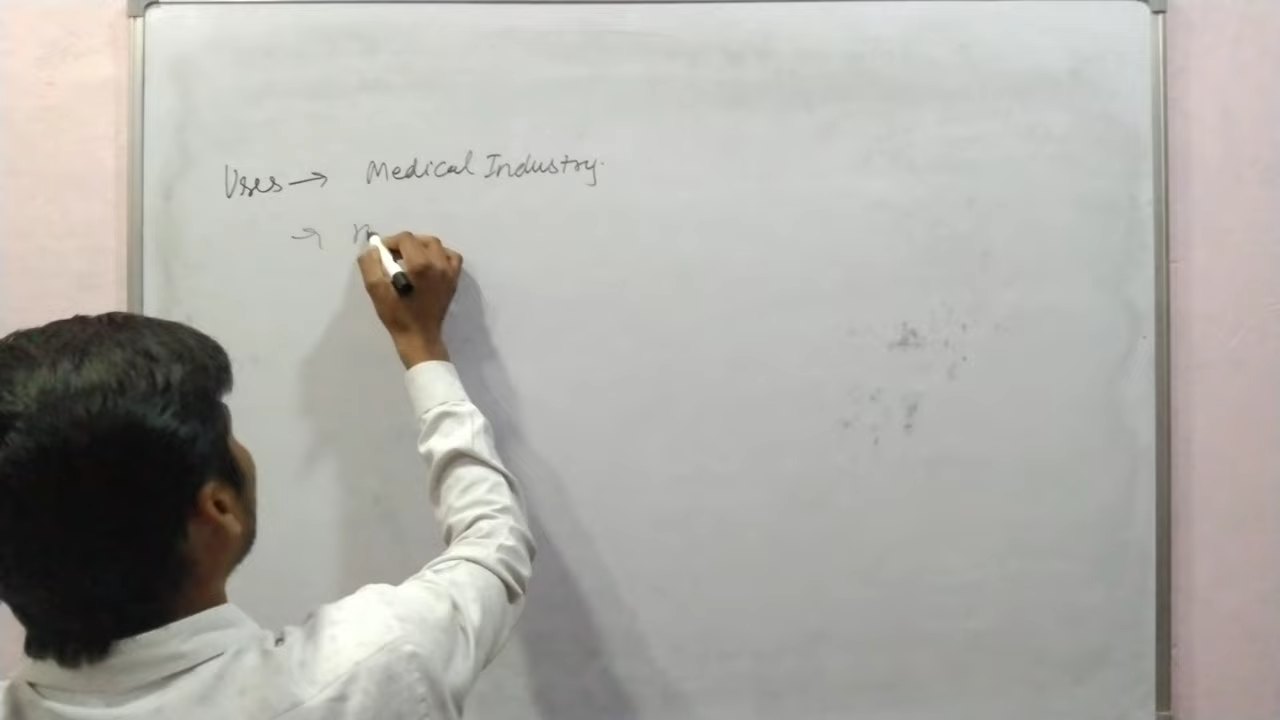 Uses → Medical Industry.
→